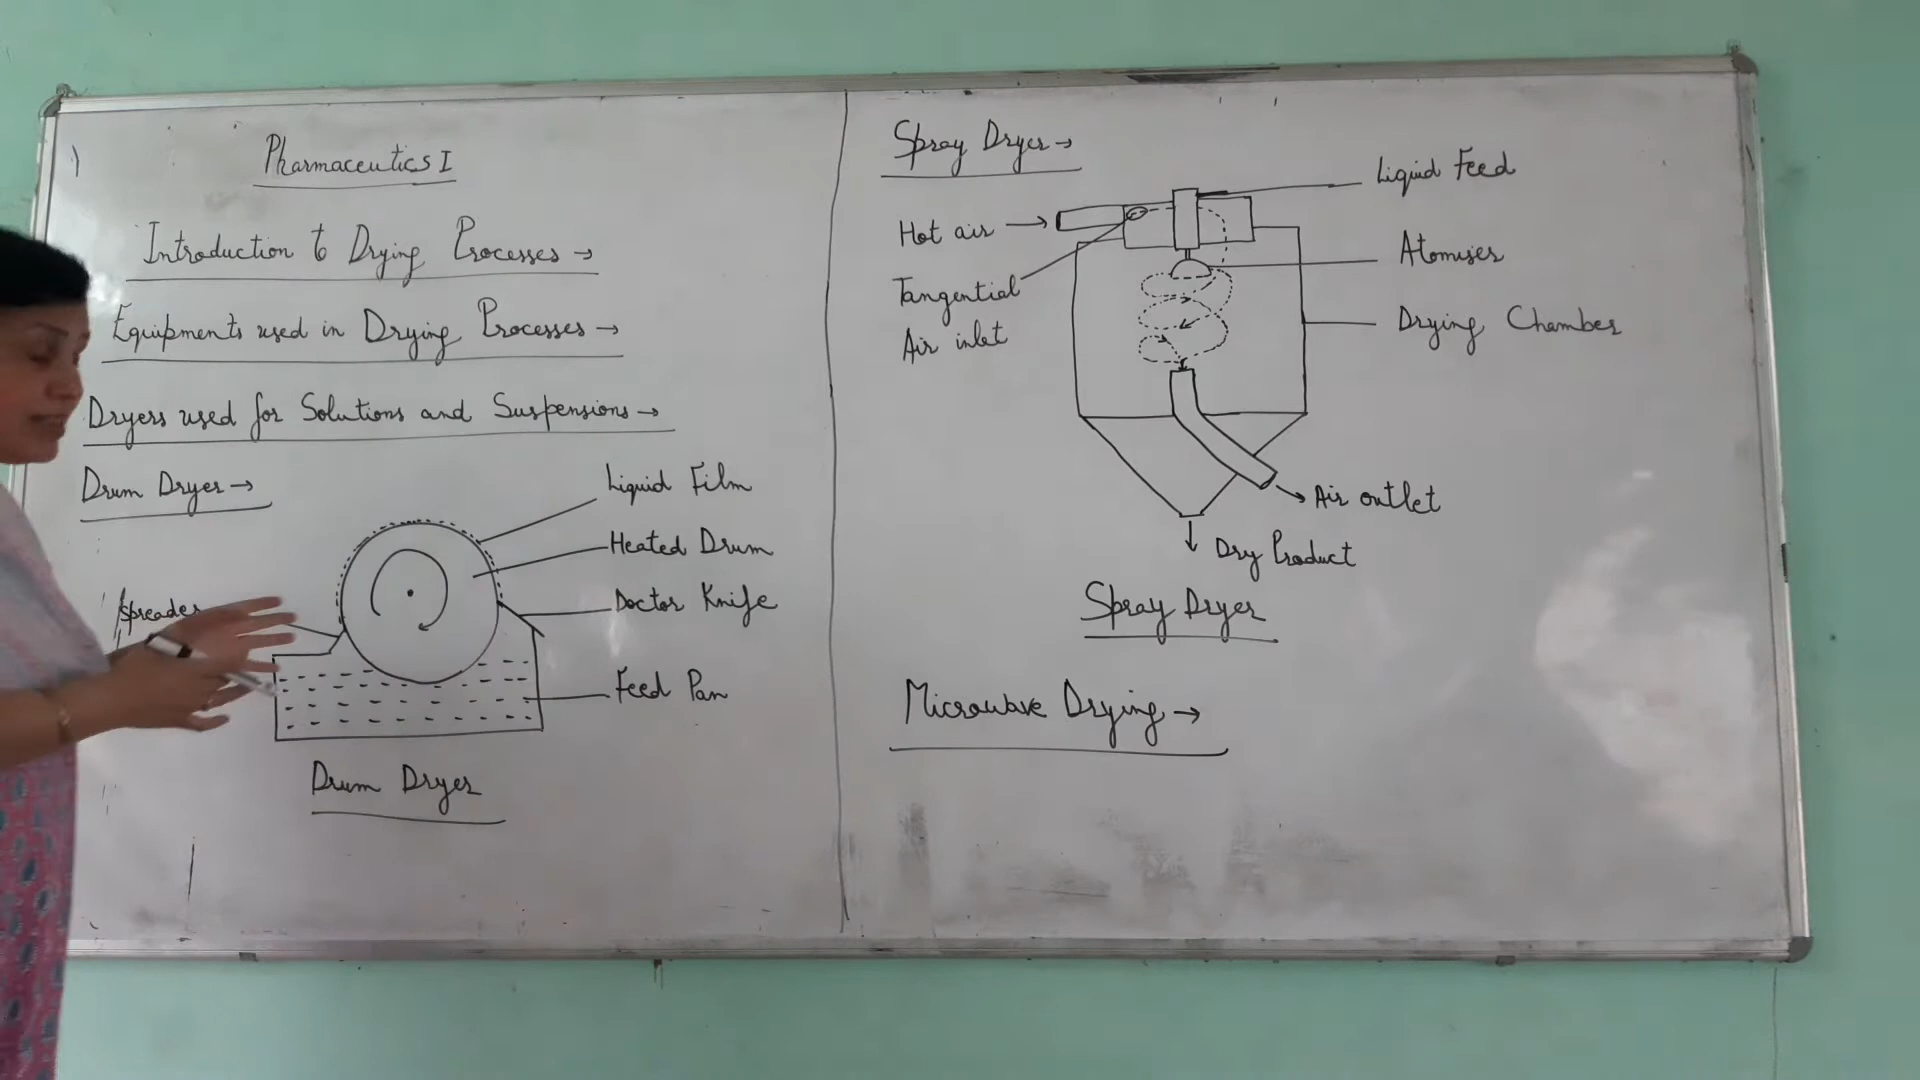 Pharmaceutics I
Introduction to Drying Processes →
Equipments used in Drying Processes →
Dryers used for Solutions and Suspensions →
Drum Dryer →
Liquid Film
Heated Drum
Spreader
Doctor Knife
Feed Pan
Drum Dryer
Spray Dryer →
Liquid Feed
Hot air →
Atomiser
Tangential
Air inlet
Drying Chamber
Air outlet
Dry Product
Spray Dryer
Microwave Drying →